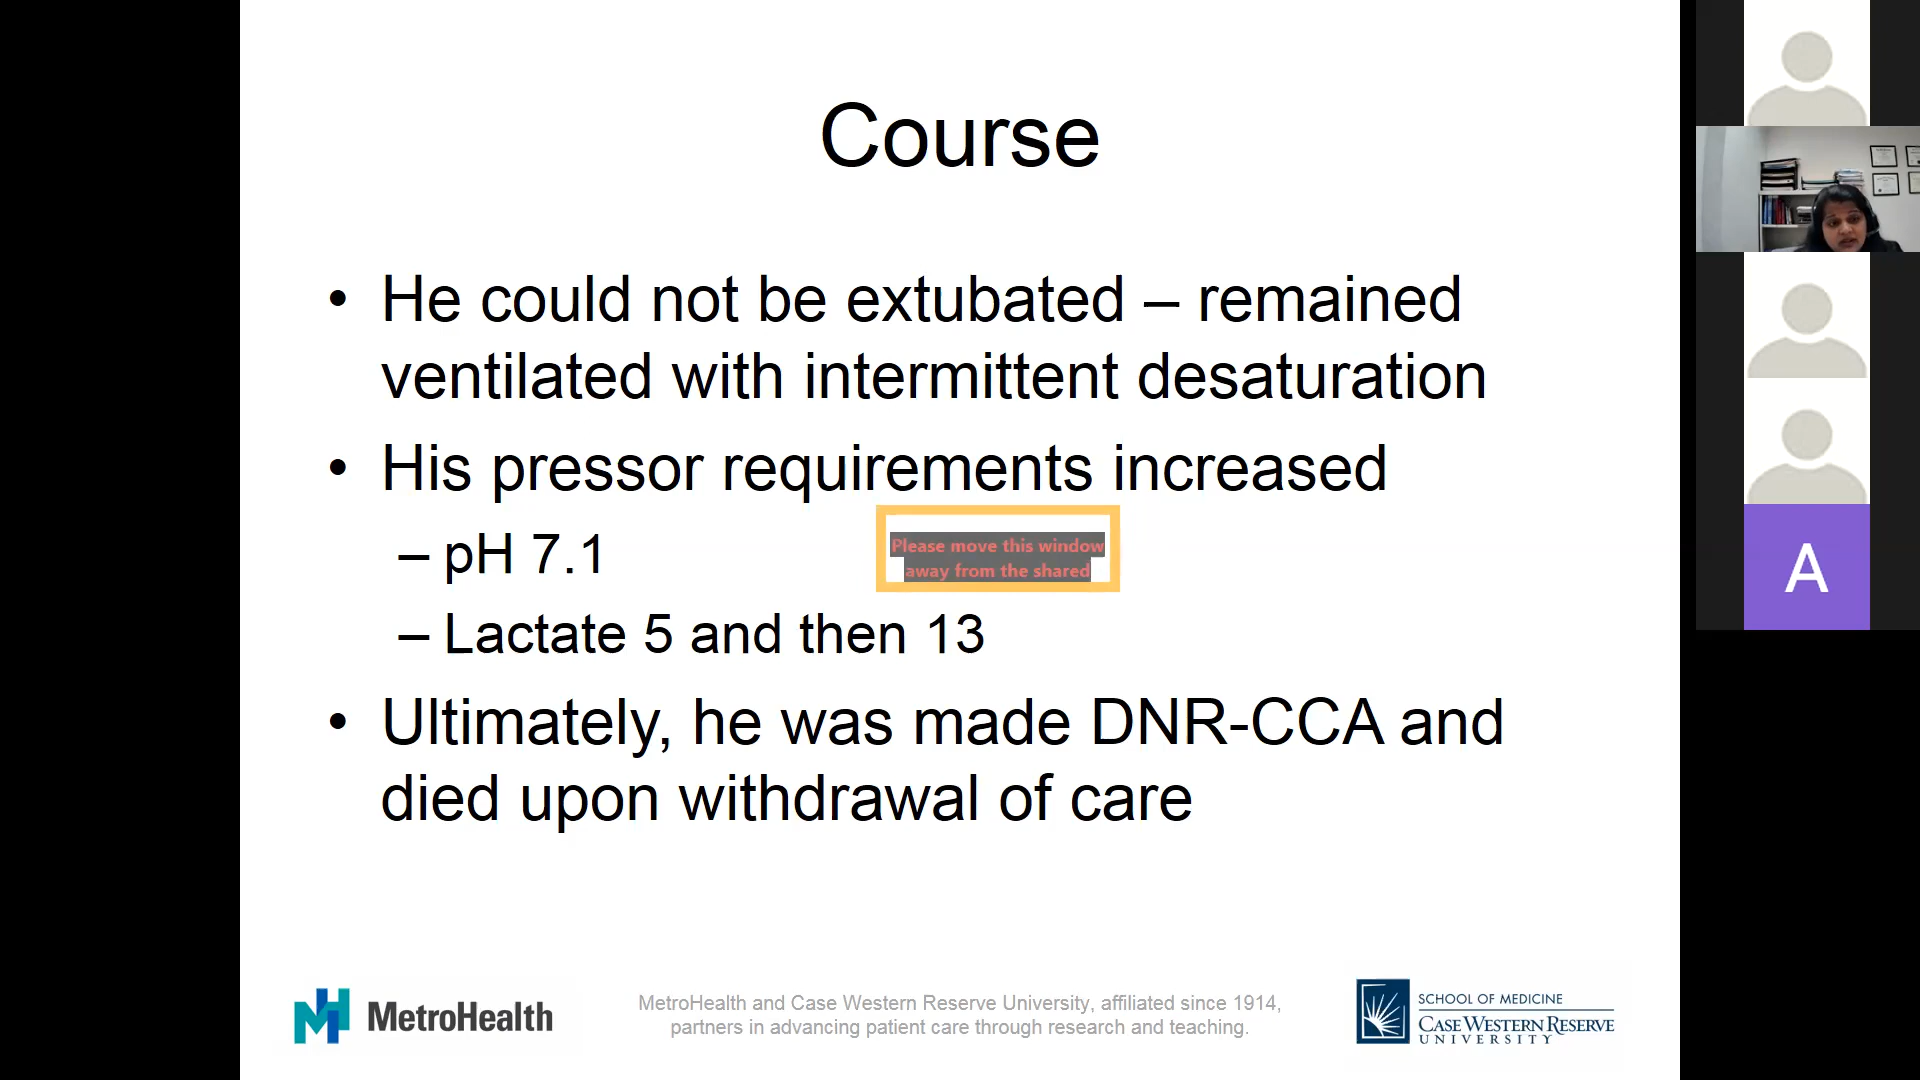 Course
• He could not be extubated – remained
ventilated with intermittent desaturation
• His pressor requirements increased
– pH 7.1
Please move this window
away from the shared
– Lactate 5 and then 13
• Ultimately, he was made DNR-CCA and
died upon withdrawal of care
MetroHealth
MetroHealth and Case Western Reserve University, affiliated since 1914,
partners in advancing patient care through research and teaching.
SCHOOL OF MEDICINE
CASE WESTERN RESERVE
UNIVERSITY
A